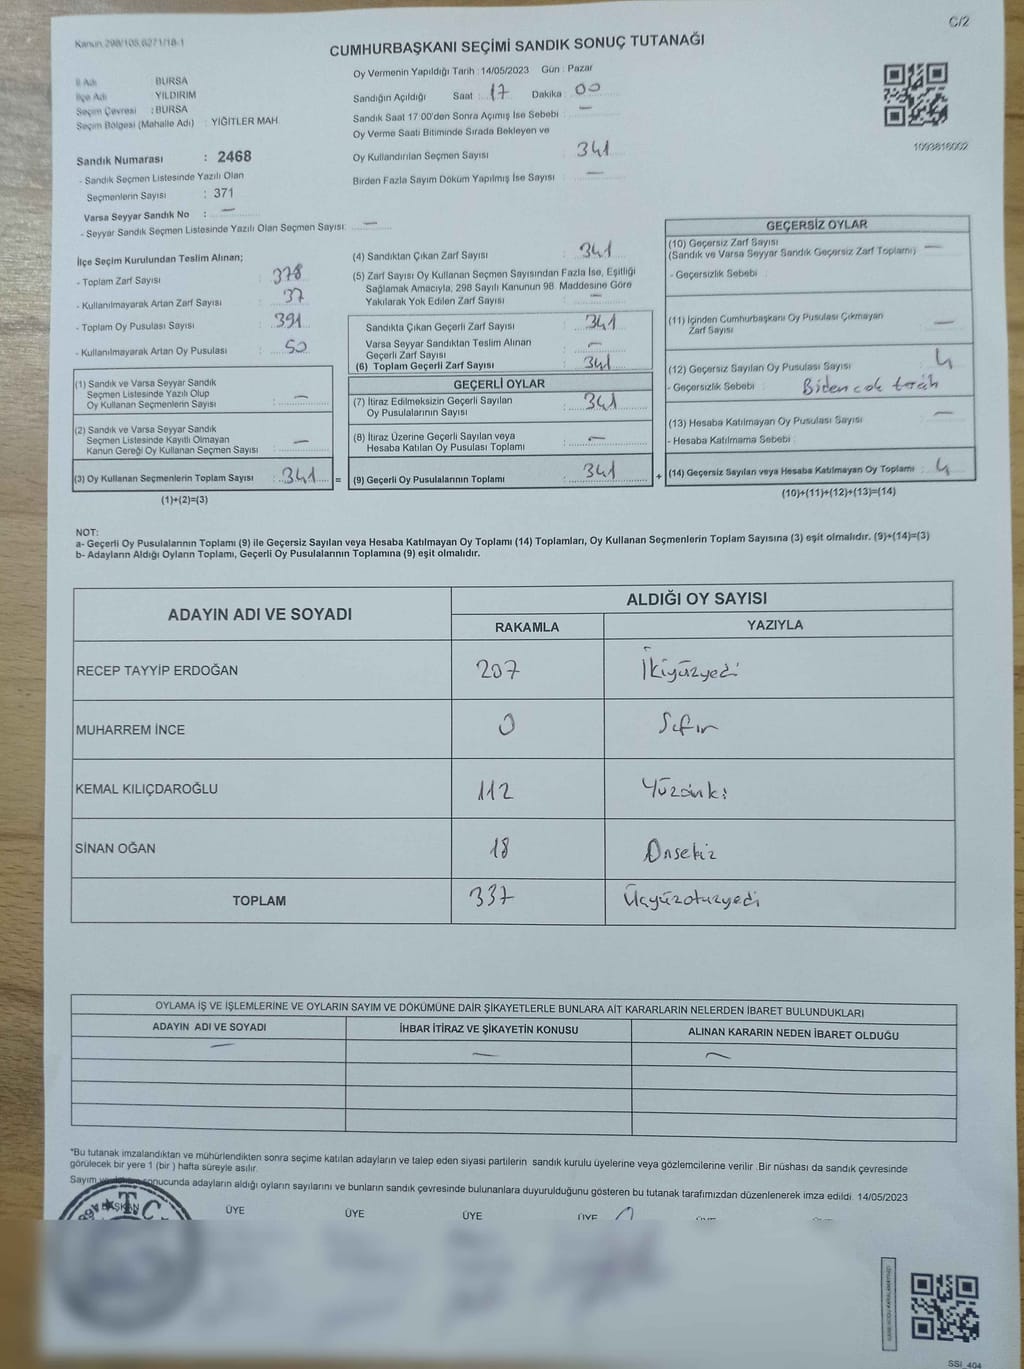 Kanun 298/105,6271/18-1
C/2
CUMHURBAŞKANI SEÇİMİ SANDIK SONUÇ TUTANAĞI
İl Adı BURSA
İlçe Adı YILDIRIM
Seçim Çevresi : BURSA
Seçim Bölgesi (Mahalle Adı) : YİĞİTLER MAH.
Sandık Numarası : 2468
- Sandık Seçmen Listesinde Yazılı Olan
Seçmenlerin Sayısı : 371
Varsa Seyyar Sandık No : —
- Seyyar Sandık Seçmen Listesinde Yazılı Olan Seçmen Sayısı: —
Oy Vermenin Yapıldığı Tarih : 14/05/2023 Gün : Pazar
Sandığın Açıldığı Saat : 17 Dakika : 00
Sandık Saat 17:00'den Sonra Açımış İse Sebebi : —
Oy Verme Saati Bitiminde Sırada Bekleyen ve
Oy Kullandırılan Seçmen Sayısı : 341
Birden Fazla Sayım Döküm Yapılmış İse Sayısı : —
1093816002
İlçe Seçim Kurulundan Teslim Alınan;
- Toplam Zarf Sayısı : 378
- Kullanılmayarak Artan Zarf Sayısı : 37
- Toplam Oy Pusulası Sayısı : 391
- Kullanılmayarak Artan Oy Pusulası : 50
(1) Sandık ve Varsa Seyyar Sandık
Seçmen Listesinde Yazılı Olup
Oy Kullanan Seçmenlerin Sayısı : —
(2) Sandık ve Varsa Seyyar Sandık
Seçmen Listesinde Kayıtlı Olmayan
Kanun Gereği Oy Kullanan Seçmen Sayısı : —
(3) Oy Kullanan Seçmenlerin Toplam Sayısı : 341 =
(1)+(2)=(3)
(4) Sandıktan Çıkan Zarf Sayısı : 341
(5) Zarf Sayısı Oy Kullanan Seçmen Sayısından Fazla İse, Eşitliği
Sağlamak Amacıyla, 298 Sayılı Kanunun 98. Maddesine Göre
Yakılarak Yok Edilen Zarf Sayısı : —
Sandıkta Çıkan Geçerli Zarf Sayısı : 341
Varsa Seyyar Sandıktan Teslim Alınan
Geçerli Zarf Sayısı : —
(6) Toplam Geçerli Zarf Sayısı : 341
GEÇERLİ OYLAR
(7) İtiraz Edilmeksizin Geçerli Sayılan
Oy Pusulalarının Sayısı : 341
(8) İtiraz Üzerine Geçerli Sayılan veya
Hesaba Katılan Oy Pusulası Toplamı : —
(9) Geçerli Oy Pusulalarının Toplamı : 341 +
GEÇERSİZ OYLAR
(10) Geçersiz Zarf Sayısı
(Sandık ve Varsa Seyyar Sandık Geçersiz Zarf Toplamı) —
- Geçersizlik Sebebi :
(11) İçinden Cumhurbaşkanı Oy Pusulası Çıkmayan
Zarf Sayısı —
(12) Geçersiz Sayılan Oy Pusulası Sayısı : 4
- Geçersizlik Sebebi : Birden cok tercih
(13) Hesaba Katılmayan Oy Pusulası Sayısı : —
- Hesaba Katılmama Sebebi :
(14) Geçersiz Sayılan veya Hesaba Katılmayan Oy Toplamı : 4
(10)+(11)+(12)+(13)=(14)
NOT:
a- Geçerli Oy Pusulalarının Toplamı (9) ile Geçersiz Sayılan veya Hesaba Katılmayan Oy Toplamı (14) Toplamları, Oy Kullanan Seçmenlerin Toplam Sayısına (3) eşit olmalıdır. (9)+(14)=(3)
b- Adayların Aldığı Oyların Toplamı, Geçerli Oy Pusulalarının Toplamına (9) eşit olmalıdır.
ADAYIN ADI VE SOYADI ALDIĞI OY SAYISI
RAKAMLA YAZIYLA
RECEP TAYYİP ERDOĞAN 207 İkiyüzyedi
MUHARREM İNCE 0 Sıfır
KEMAL KILIÇDAROĞLU 112 Yüzoniki
SİNAN OĞAN 18 Onsekiz
TOPLAM 337 Üçyüzotuzyedi
OYLAMA İŞ VE İŞLEMLERİNE VE OYLARIN SAYIM VE DÖKÜMÜNE DAİR ŞİKAYETLERLE BUNLARA AİT KARARLARIN NELERDEN İBARET BULUNDUKLARI
ADAYIN ADI VE SOYADI İHBAR İTİRAZ VE ŞİKAYETİN KONUSU ALINAN KARARIN NEDEN İBARET OLDUĞU
— — —
*Bu tutanak imzalandıktan ve mühürlendikten sonra seçime katılan adayların ve talep eden siyasi partilerin sandık kurulu üyelerine veya gözlemcilerine verilir .Bir nüshası da sandık çevresinde
görülecek bir yere 1 (bir ) hafta süreyle asılır.
Sayım sonucunda adayların aldığı oyların sayılarını ve bunların sandık çevresinde bulunanlara duyurulduğunu gösteren bu tutanak tarafımızdan düzenlenerek imza edildi. 14/05/2023
BAŞKAN ÜYE ÜYE ÜYE ÜYE
T.C.
SSİ_404